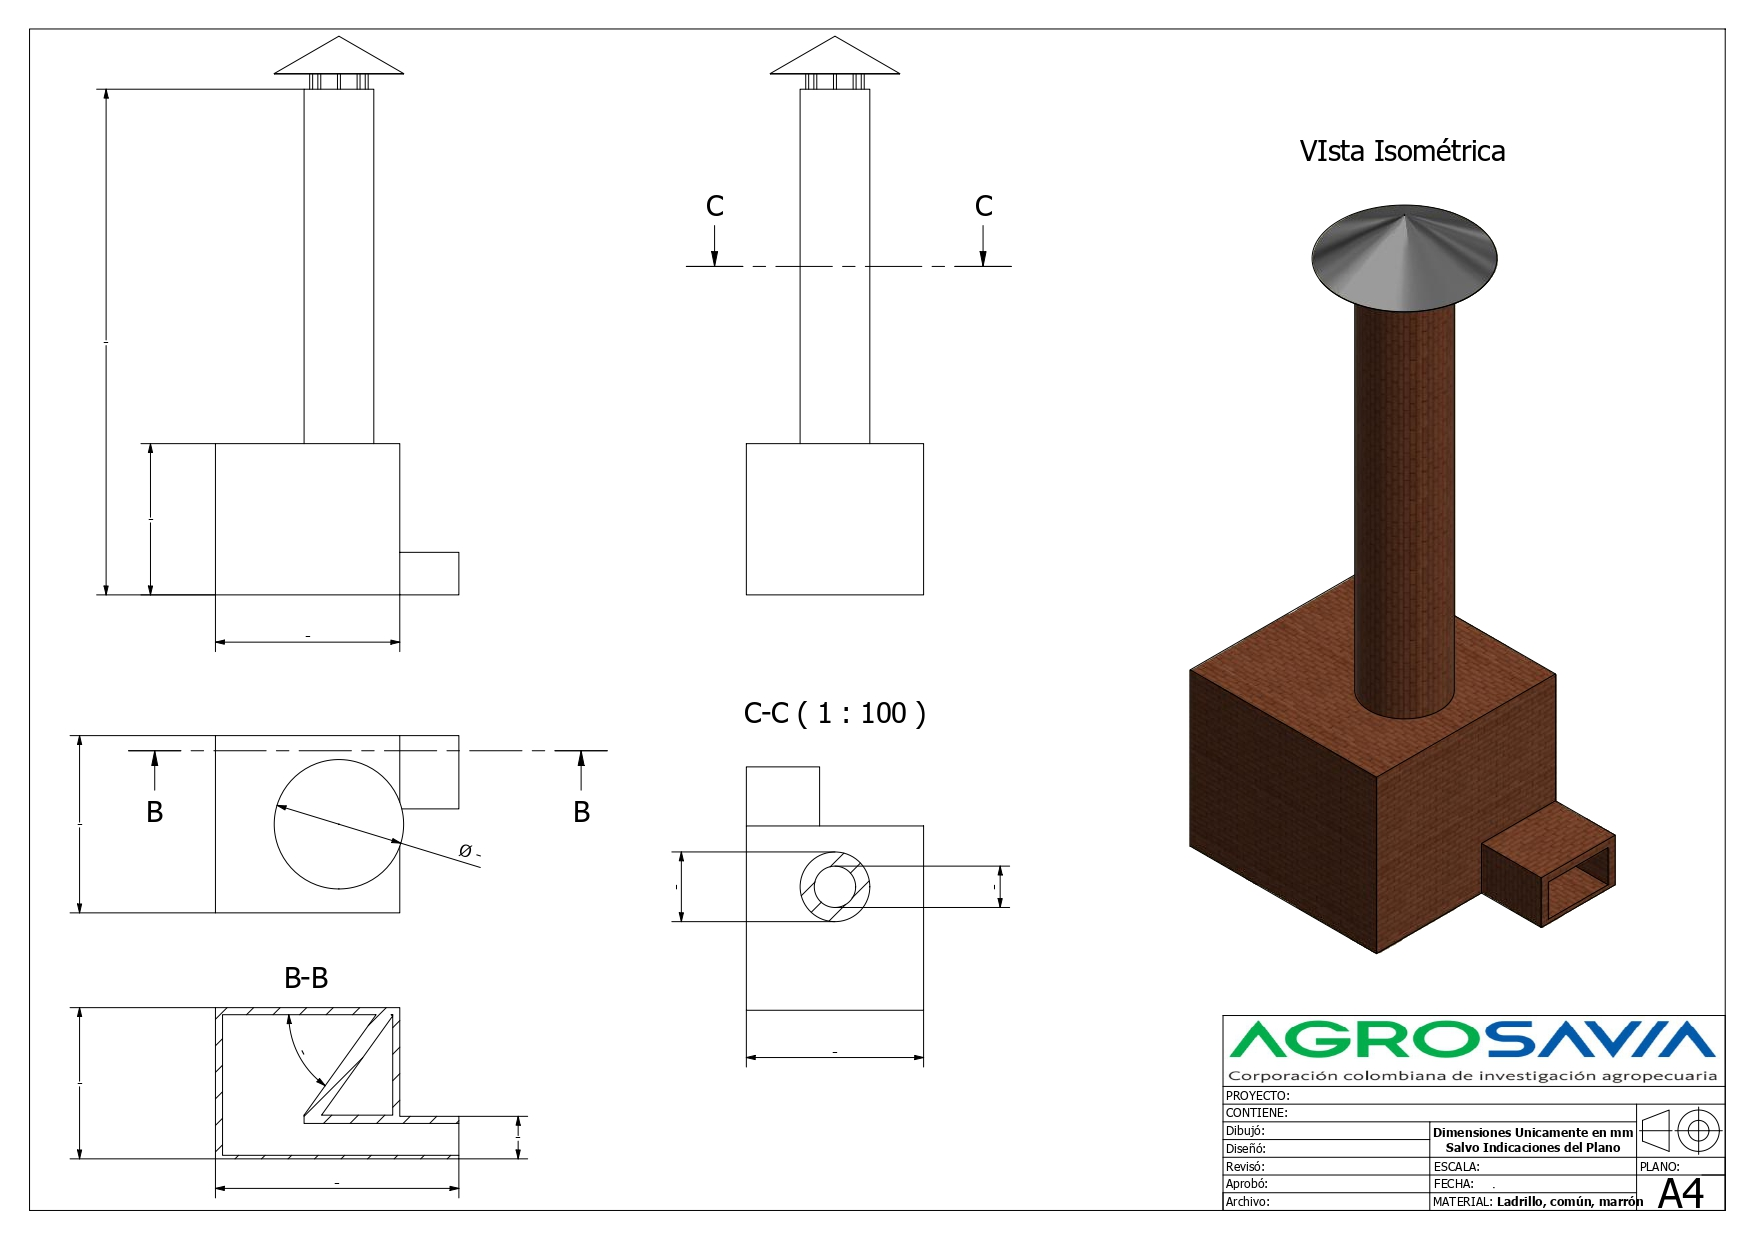 VIsta Isométrica
C C
C-C ( 1 : 100 )
B B
Ø -
B-B
AGROSAVIA
Corporación colombiana de investigación agropecuaria
PROYECTO:
CONTIENE:
Dibujó:
Diseñó:
Dimensiones Unicamente en mm
Salvo Indicaciones del Plano
Revisó:
ESCALA:
PLANO:
Aprobó:
FECHA: .
A4
Archivo:
MATERIAL: Ladrillo, común, marrón